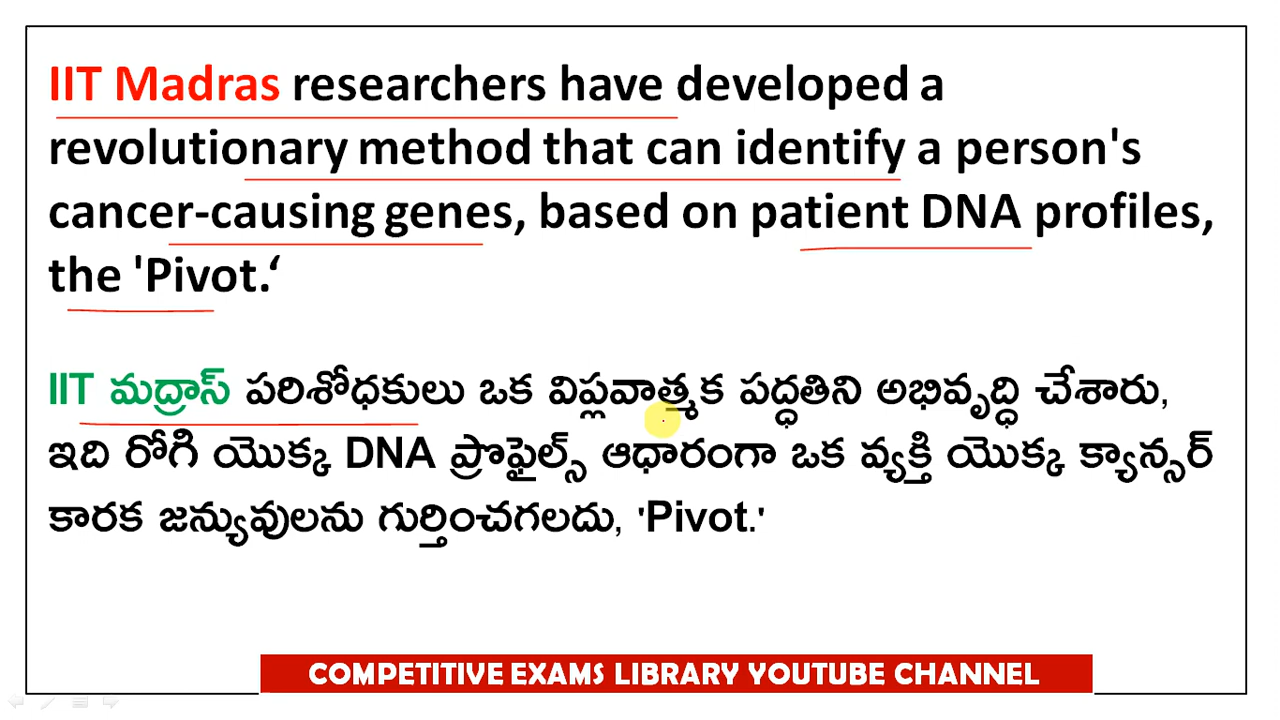 IIT Madras researchers have developed a
revolutionary method that can identify a person's
cancer-causing genes, based on patient DNA profiles,
the 'Pivot.‘
IIT మద్రాస్ పరిశోధకులు ఒక విప్లవాత్మక పద్ధతిని అభివృద్ధి చేశారు,
ఇది రోగి యొక్క DNA ప్రొఫైల్స్ ఆధారంగా ఒక వ్యక్తి యొక్క క్యాన్సర్
కారక జన్యువులను గుర్తించగలదు, 'Pivot.'
COMPETITIVE EXAMS LIBRARY YOUTUBE CHANNEL